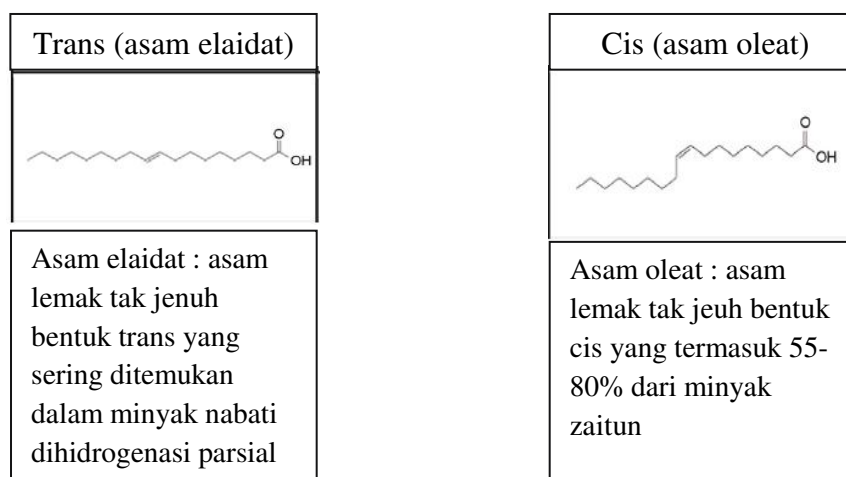 Trans (asam elaidat)
O
OH
Asam elaidat : asam
lemak tak jenuh
bentuk trans yang
sering ditemukan
dalam minyak nabati
dihidrogenasi parsial
Cis (asam oleat)
O
OH
Asam oleat : asam
lemak tak jeuh bentuk
cis yang termasuk 55-
80% dari minyak
zaitun